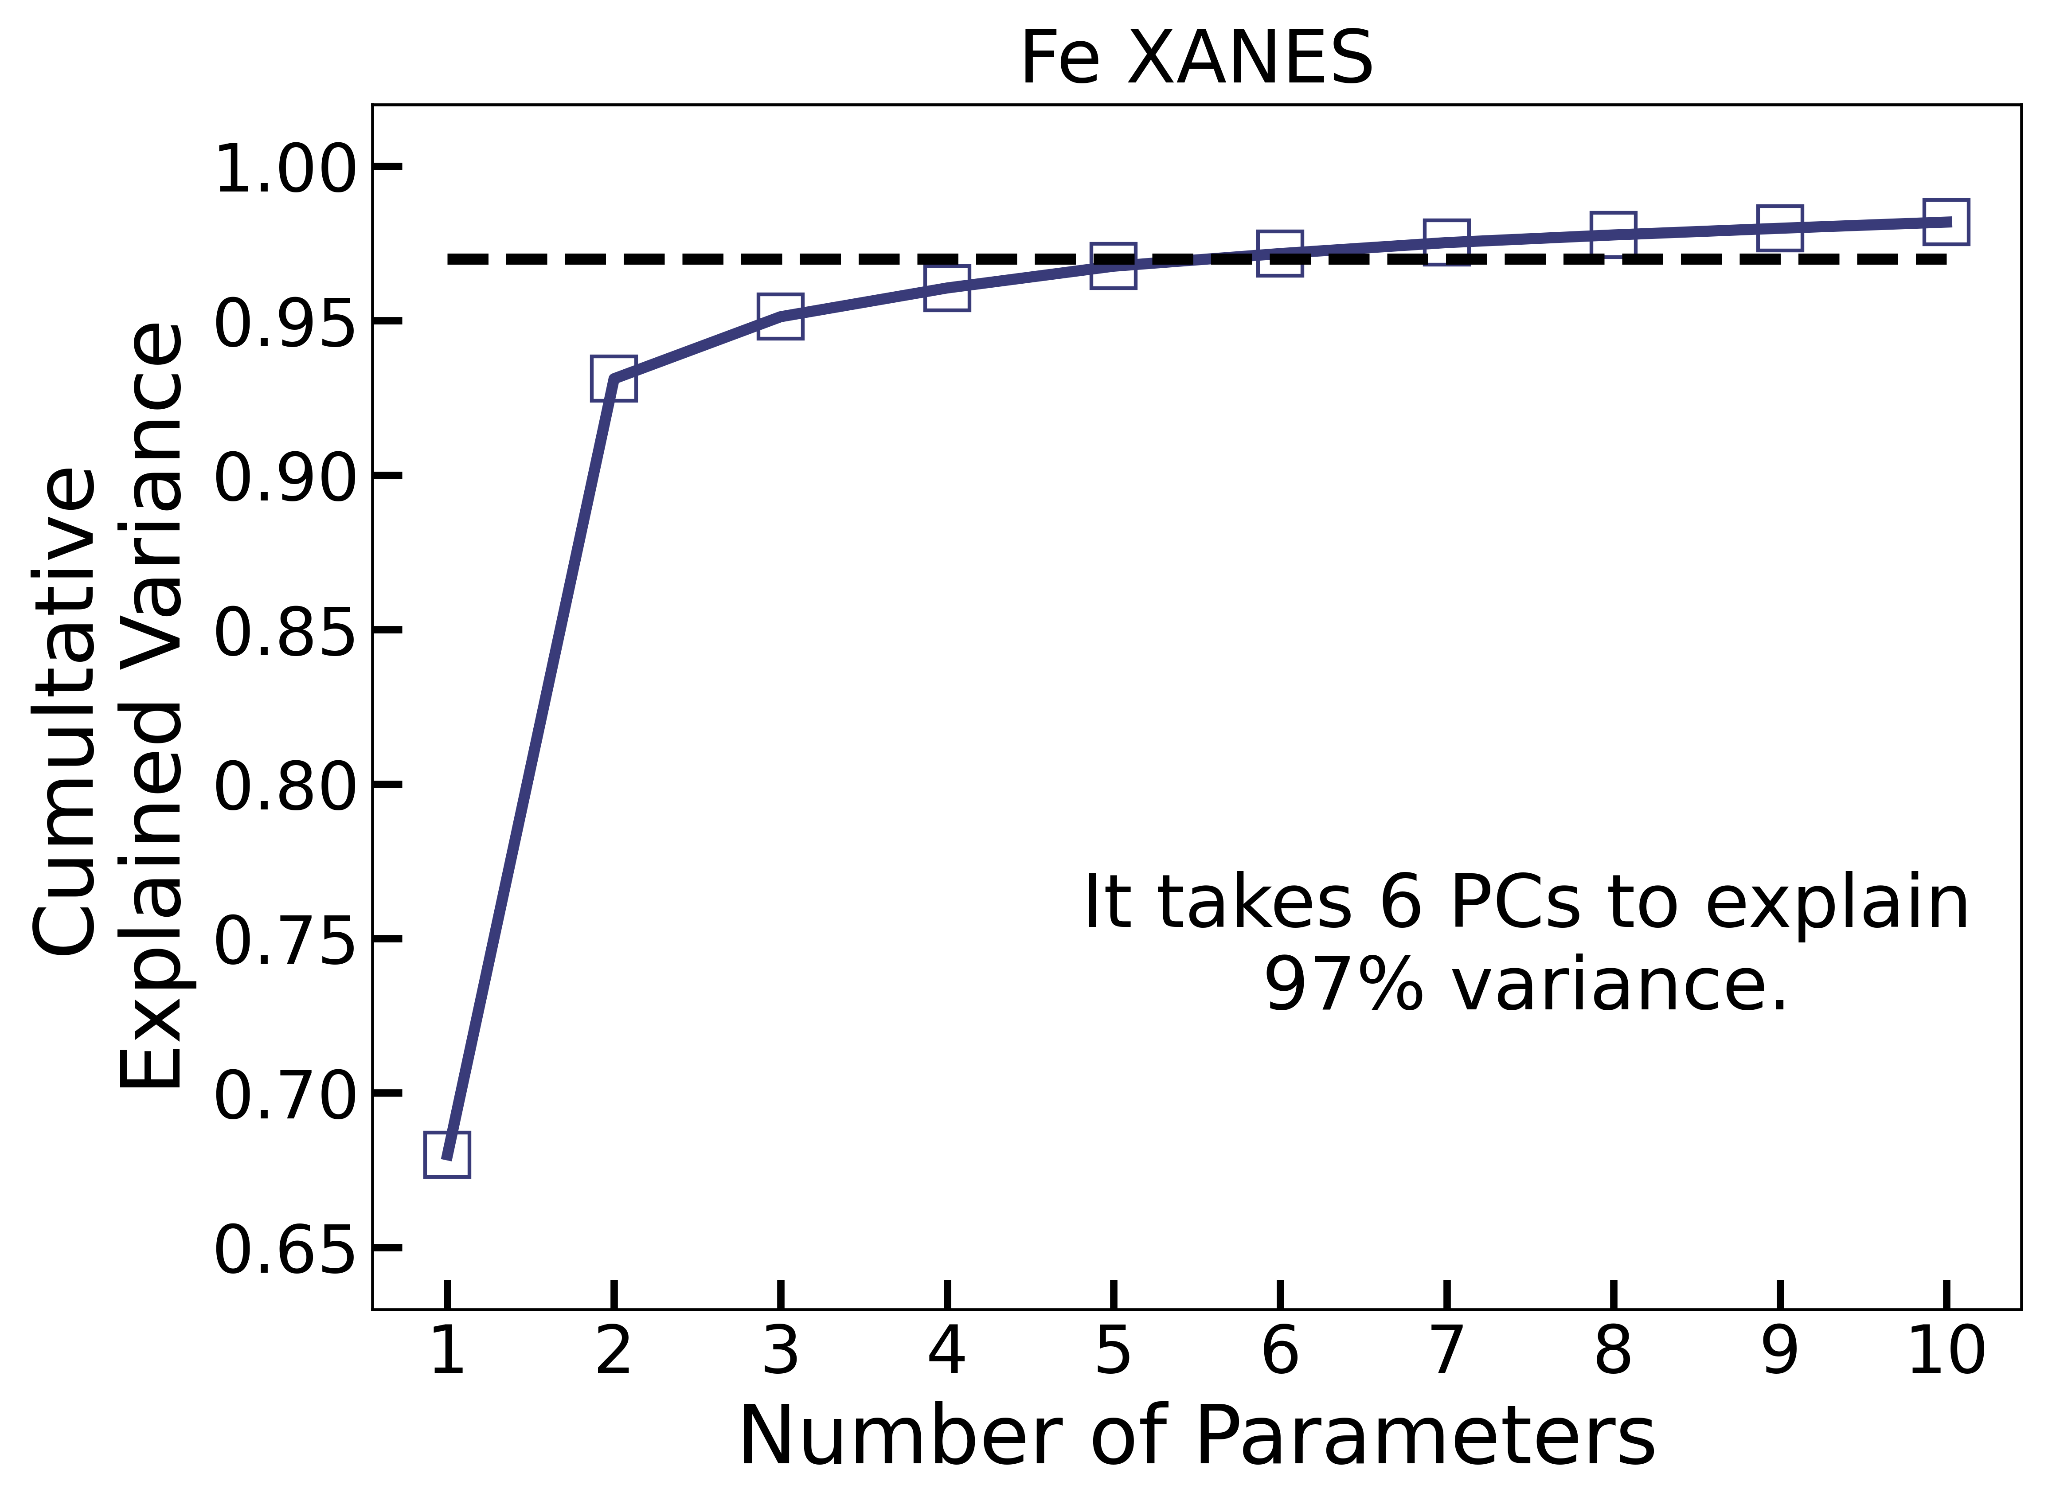 Fe XANES
1.00
0.95
0.90
0.85
0.80
0.75
0.70
0.65
Cumultative
Explained Variance
It takes 6 PCs to explain
97% variance.
1 2 3 4 5 6 7 8 9 10
Number of Parameters